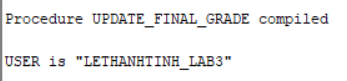 Procedure UPDATE_FINAL_GRADE compiled
USER is "LETHANHTINH_LAB3"